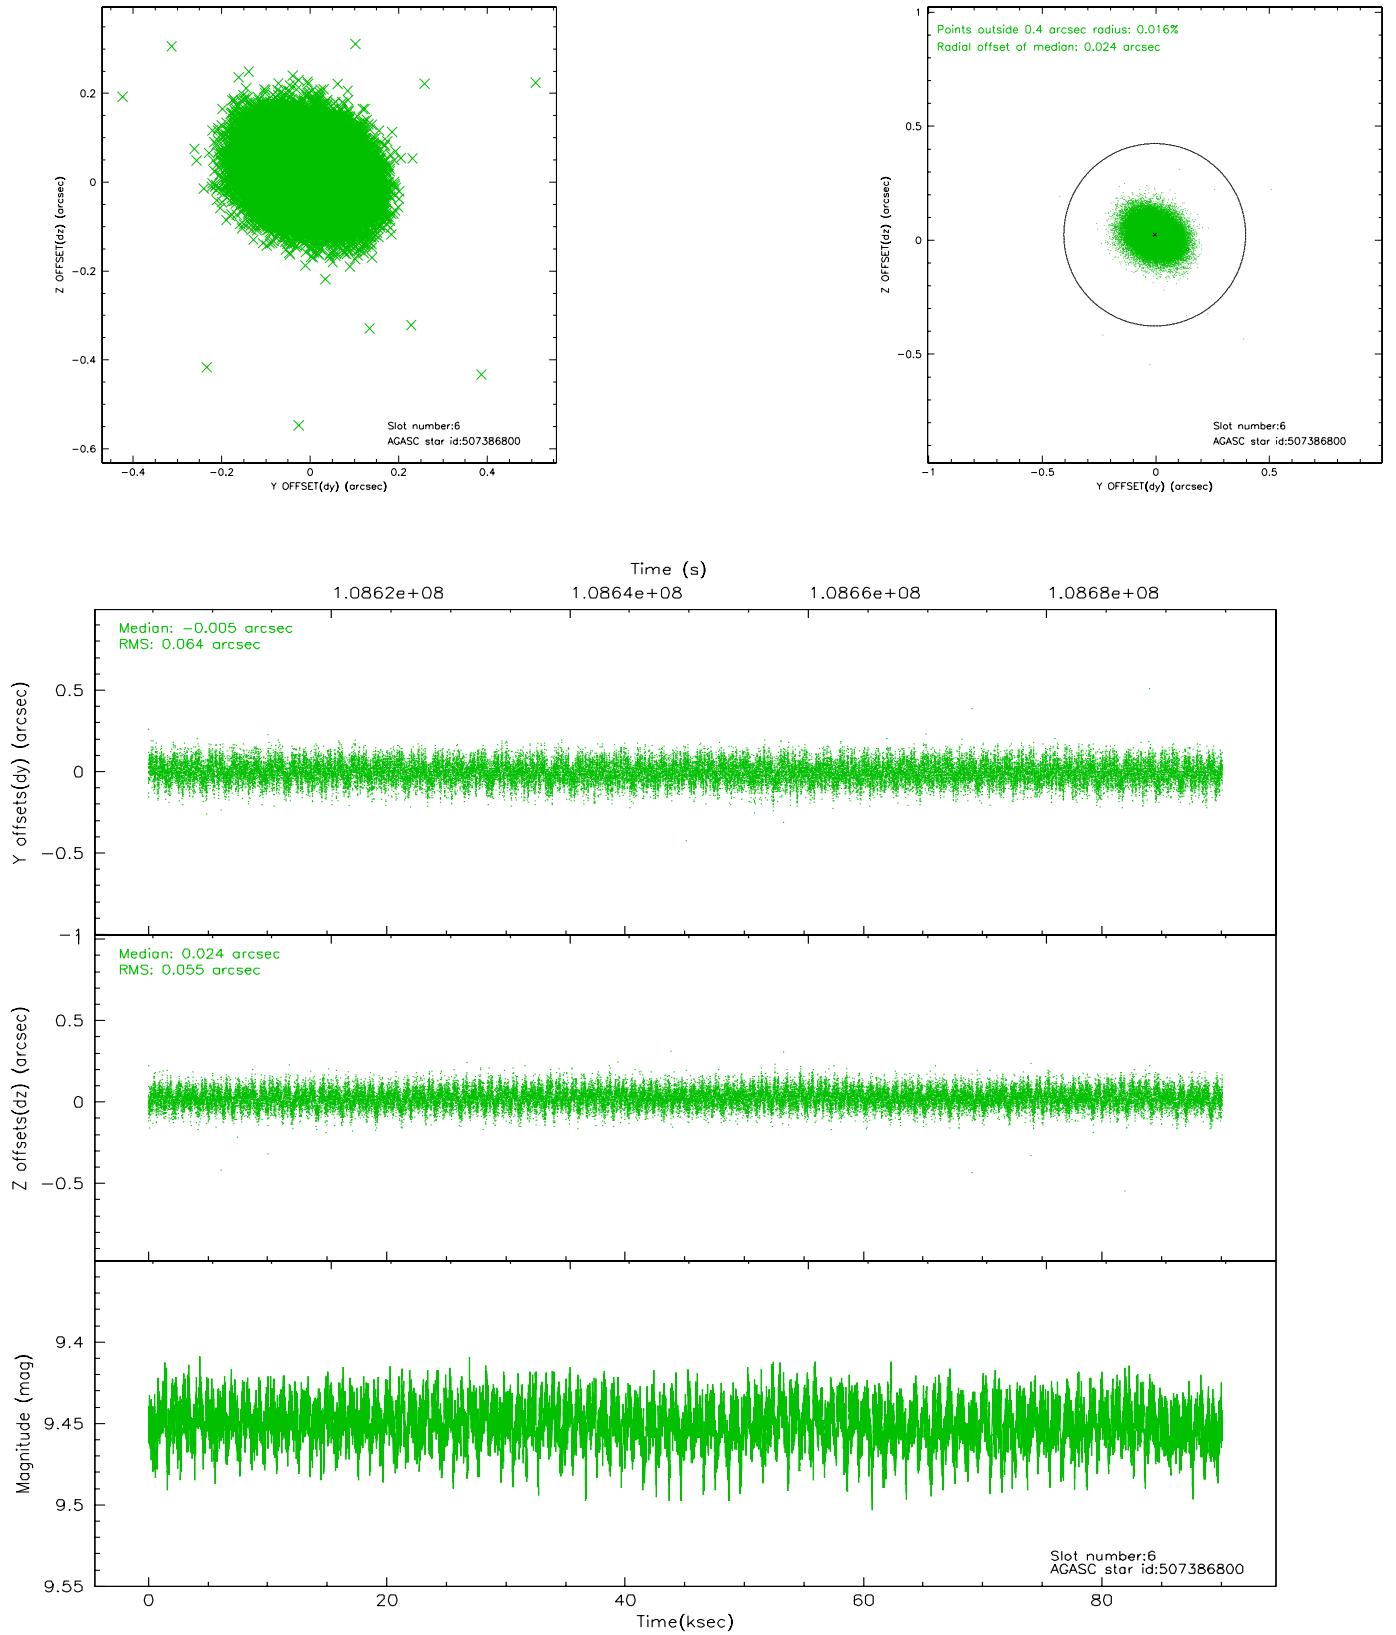 0.2
0
−0.2
−0.4
−0.6
Z OFFSET(dz) (arcsec)
−0.4
−0.2
0
0.2
0.4
Y OFFSET(dy) (arcsec)
Slot number:6
AGASC star id:507386800
Points outside 0.4 arcsec radius: 0.016%
Radial offset of median: 0.024 arcsec
1
0.5
0
−0.5
Z OFFSET(dz) (arcsec)
−1
−0.5
0
0.5
Y OFFSET(dy) (arcsec)
Slot number:6
AGASC star id:507386800
Time (s)
1.0862e+08
1.0864e+08
1.0866e+08
1.0868e+08
Median: −0.005 arcsec
RMS: 0.064 arcsec
0.5
0
−0.5
−1
Y offsets(dy) (arcsec)
Median: 0.024 arcsec
RMS: 0.055 arcsec
1
0.5
0
−0.5
Z offsets(dz) (arcsec)
9.4
9.45
9.5
9.55
Magnitude (mag)
Slot number:6
AGASC star id:507386800
0
20
40
60
80
Time(ksec)